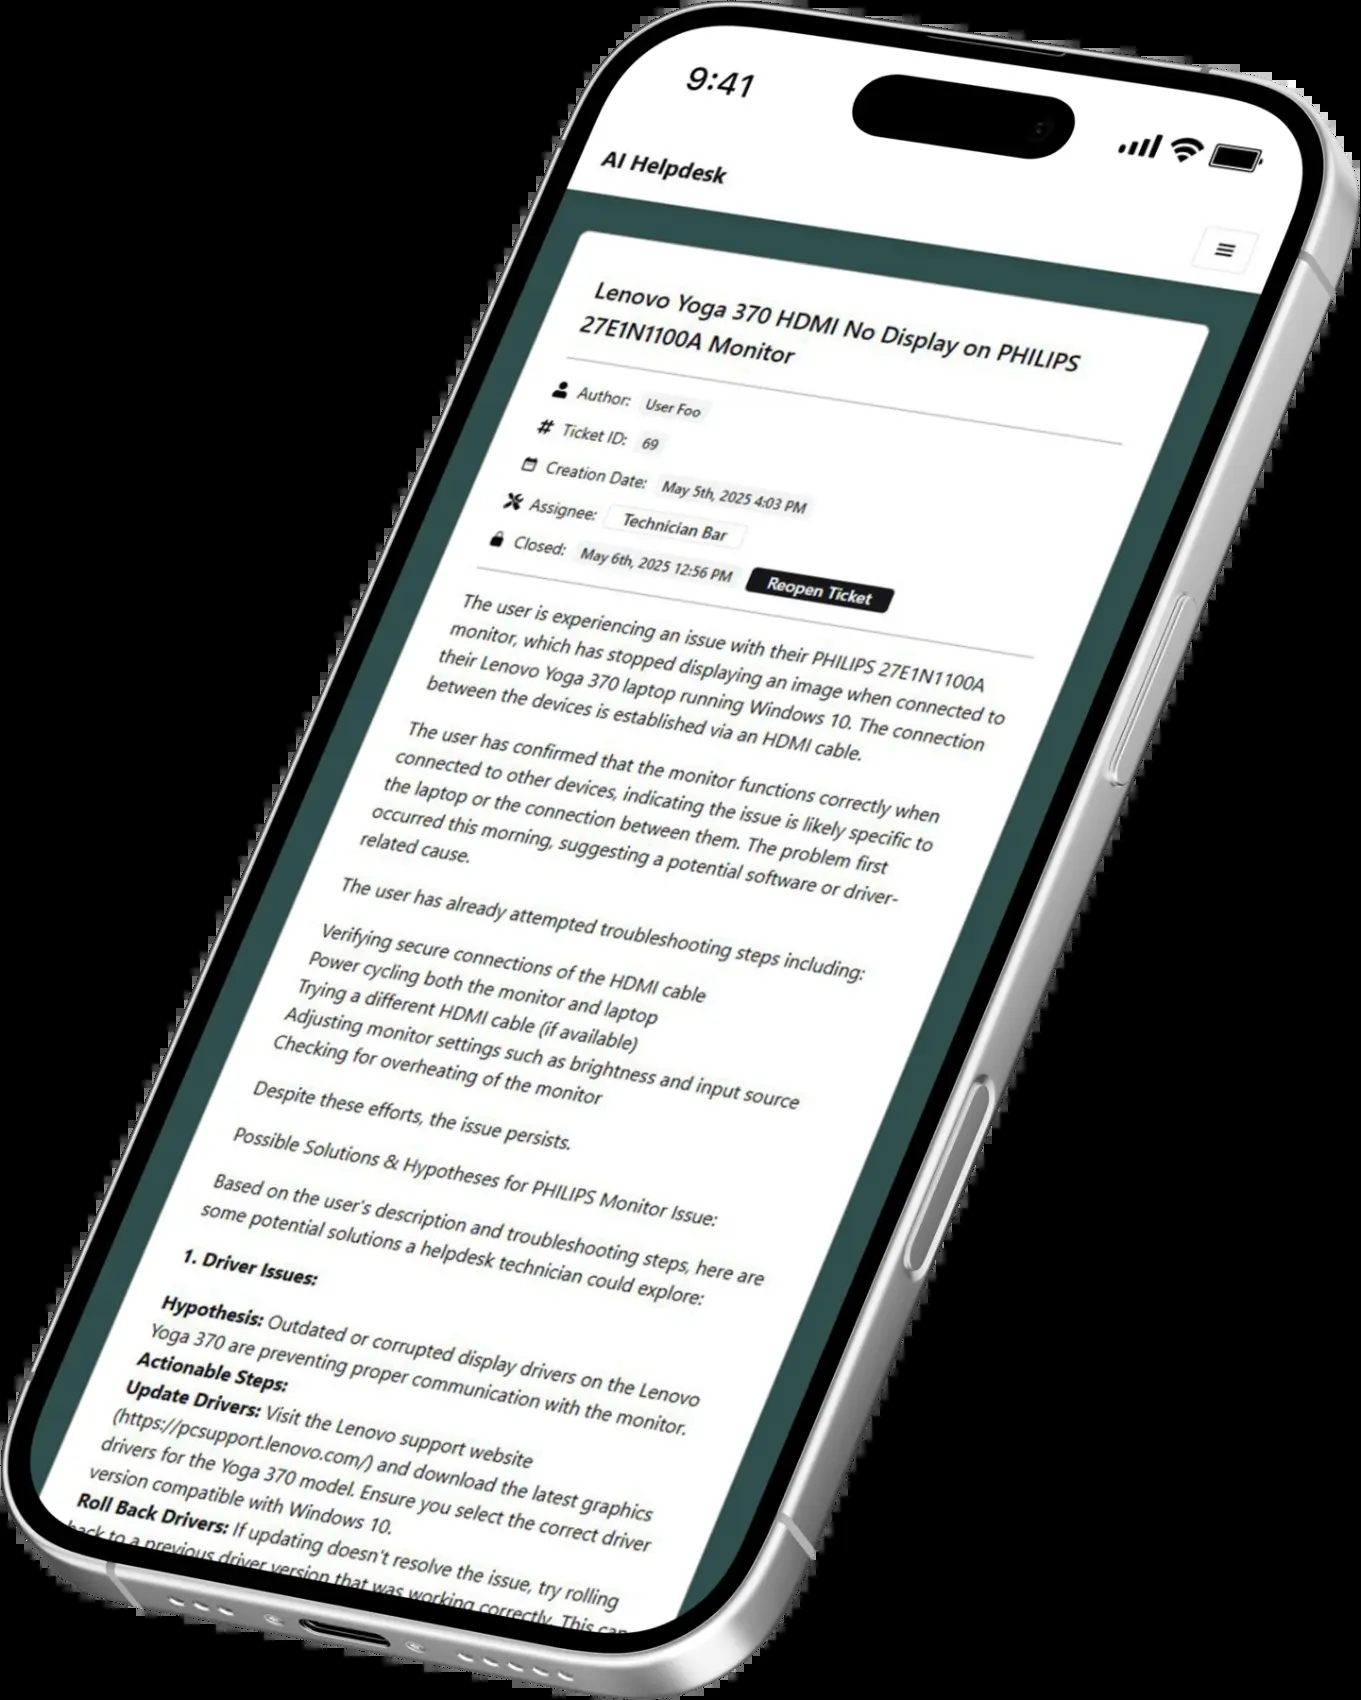 9:41
AI Helpdesk
Lenovo Yoga 370 HDMI No Display on PHILIPS
27E1N1100A Monitor
Author: User Foo
Ticket ID: 69
Creation Date: May 5th, 2025 4:03 PM
Assignee: Technician Bar
Closed: May 6th, 2025 12:56 PM Reopen Ticket
The user is experiencing an issue with their PHILIPS 27E1N1100A
monitor, which has stopped displaying an image when connected to
their Lenovo Yoga 370 laptop running Windows 10. The connection
between the devices is established via an HDMI cable.
The user has confirmed that the monitor functions correctly when
connected to other devices, indicating the issue is likely specific to
the laptop or the connection between them. The problem first
occurred this morning, suggesting a potential software or driver-
related cause.
The user has already attempted troubleshooting steps including:
Verifying secure connections of the HDMI cable
Power cycling both the monitor and laptop
Trying a different HDMI cable (if available)
Adjusting monitor settings such as brightness and input source
Checking for overheating of the monitor
Despite these efforts, the issue persists.
Possible Solutions & Hypotheses for PHILIPS Monitor Issue:
Based on the user's description and troubleshooting steps, here are
some potential solutions a helpdesk technician could explore:
1. Driver Issues:
Hypothesis: Outdated or corrupted display drivers on the Lenovo
Yoga 370 are preventing proper communication with the monitor.
Actionable Steps:
Update Drivers: Visit the Lenovo support website
(https://pcsupport.lenovo.com/) and download the latest graphics
drivers for the Yoga 370 model. Ensure you select the correct driver
version compatible with Windows 10.
Roll Back Drivers: If updating doesn't resolve the issue, try rolling
back to a previous driver version that was working correctly. This can